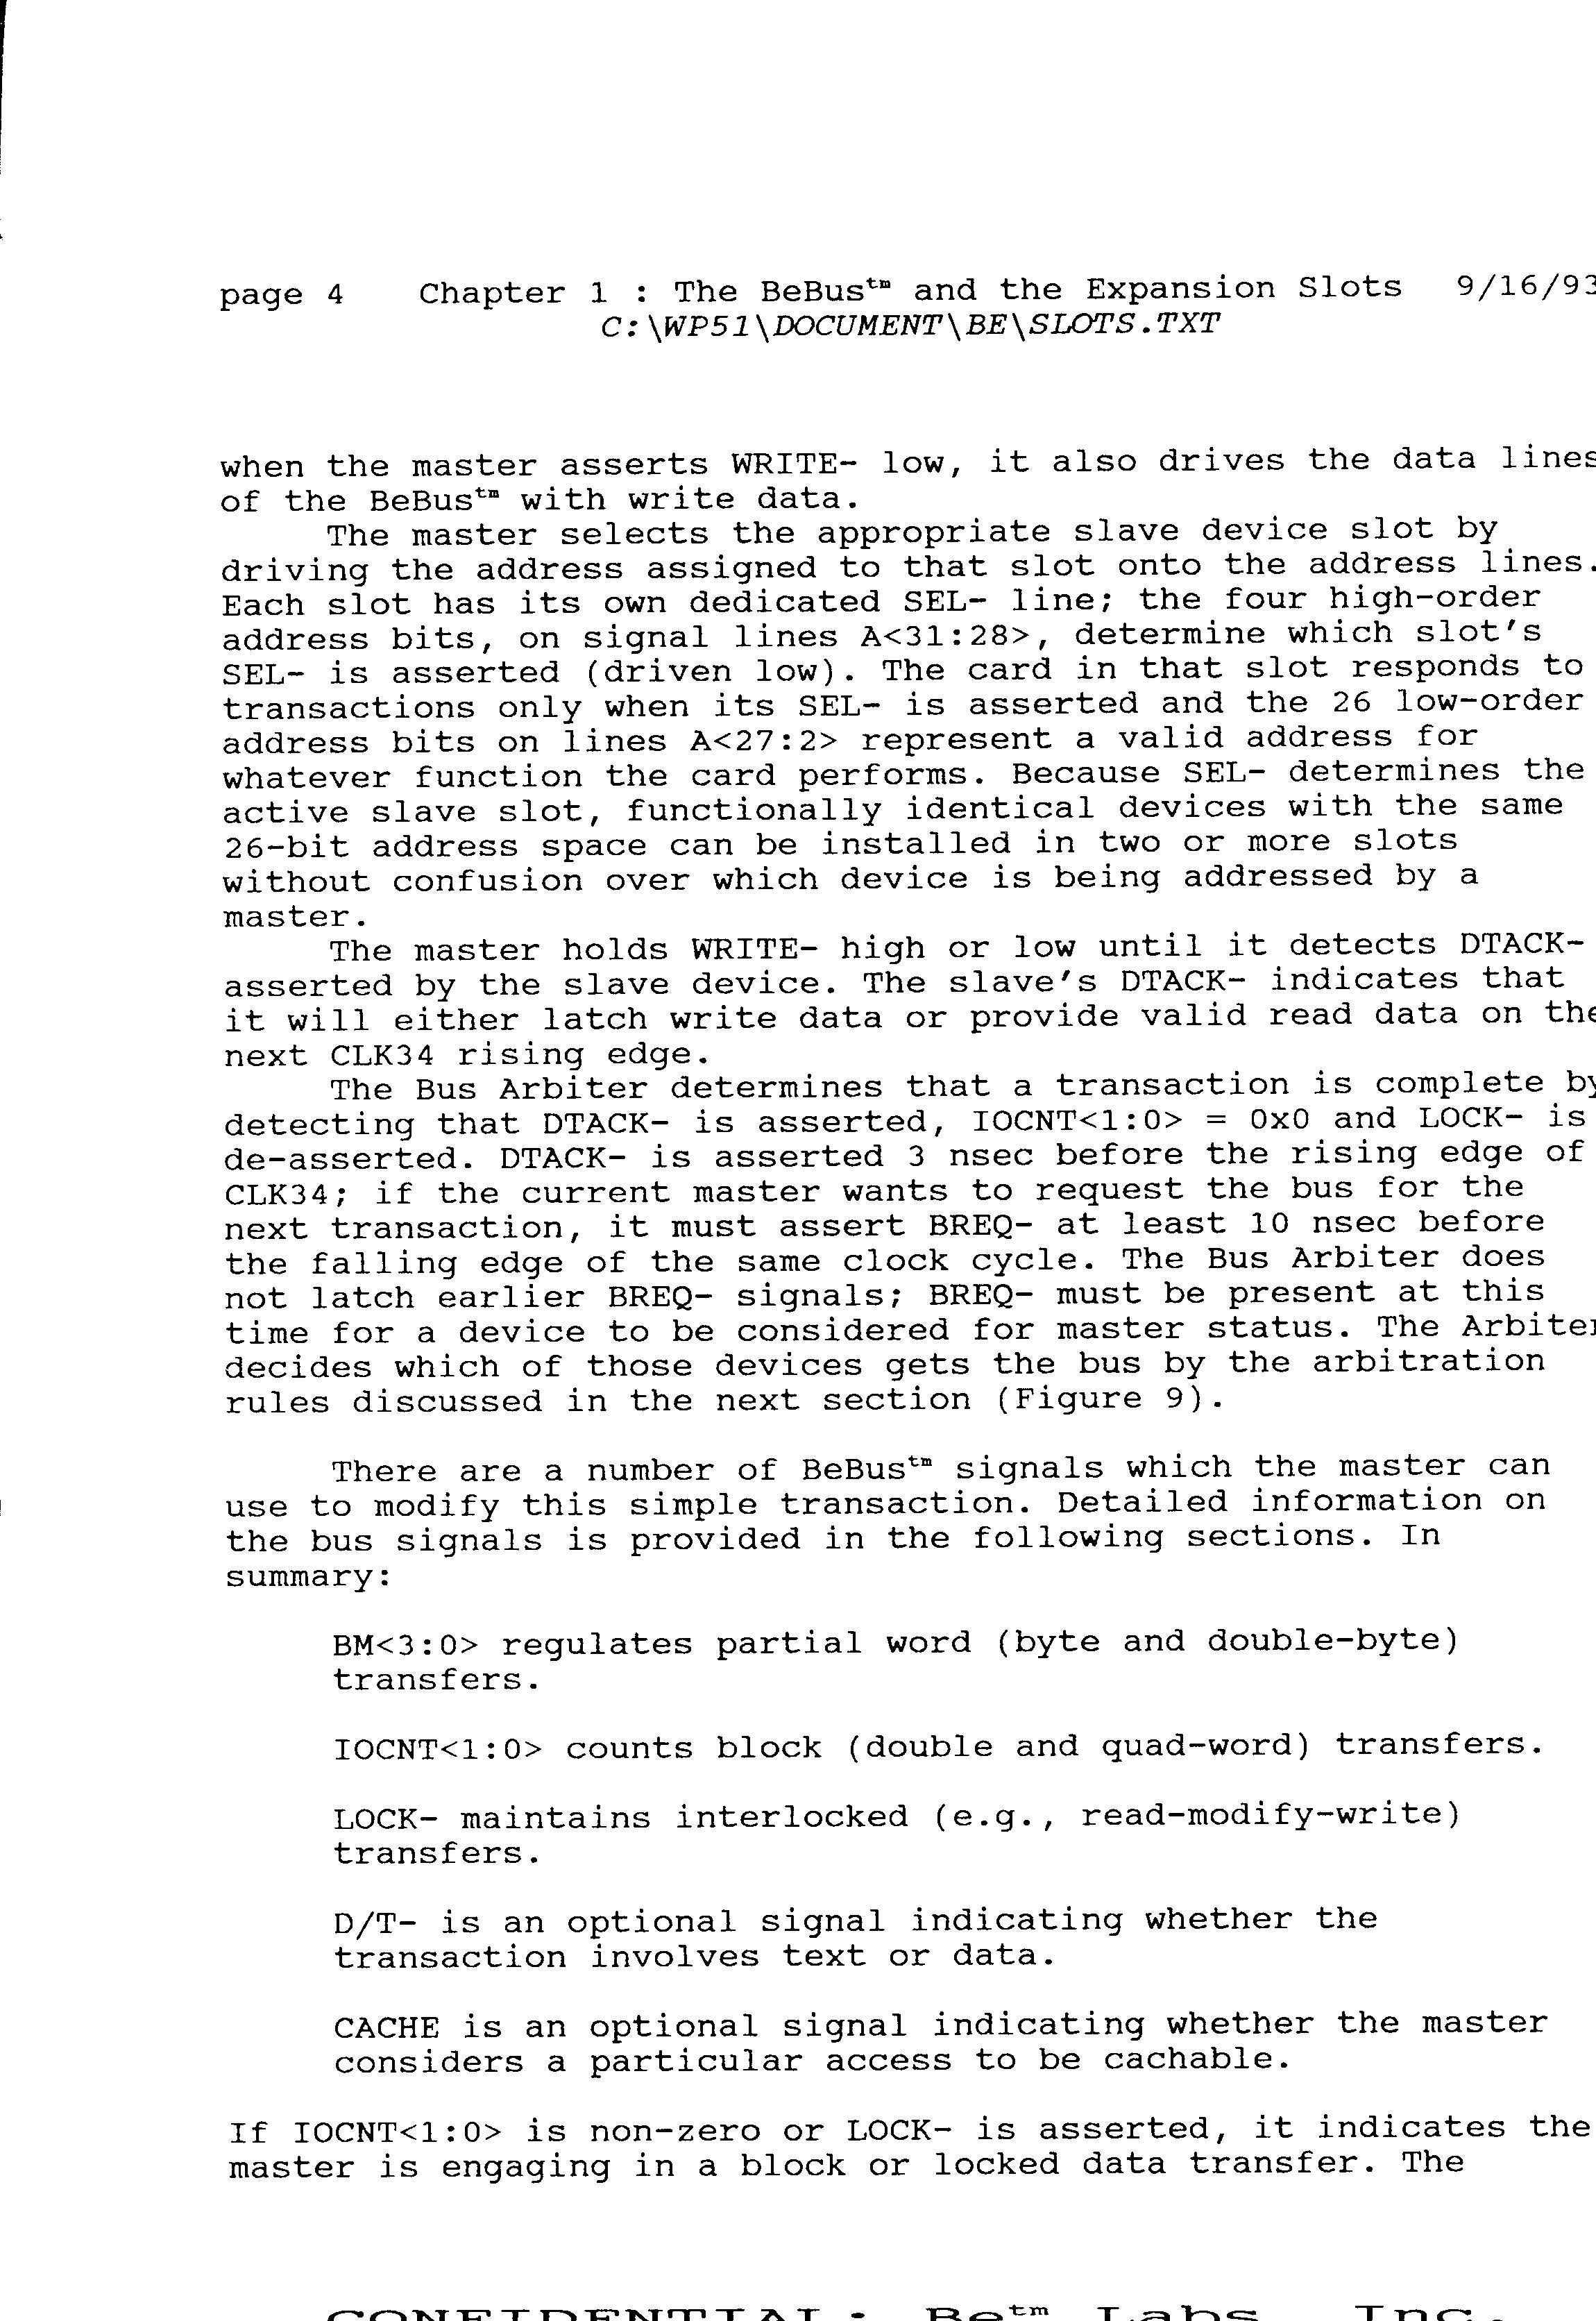 page 4 Chapter 1 : The BeBus™ and the Expansion Slots 9/16/93
C:\WP51\DOCUMENT\BE\SLOTS.TXT
when the master asserts WRITE- low, it also drives the data lines
of the BeBus™ with write data.
The master selects the appropriate slave device slot by
driving the address assigned to that slot onto the address lines.
Each slot has its own dedicated SEL- line; the four high-order
address bits, on signal lines A<31:28>, determine which slot's
SEL- is asserted (driven low). The card in that slot responds to
transactions only when its SEL- is asserted and the 26 low-order
address bits on lines A<27:2> represent a valid address for
whatever function the card performs. Because SEL- determines the
active slave slot, functionally identical devices with the same
26-bit address space can be installed in two or more slots
without confusion over which device is being addressed by a
master.
The master holds WRITE- high or low until it detects DTACK-
asserted by the slave device. The slave's DTACK- indicates that
it will either latch write data or provide valid read data on the
next CLK34 rising edge.
The Bus Arbiter determines that a transaction is complete by
detecting that DTACK- is asserted, IOCNT<1:0> = 0x0 and LOCK- is
de-asserted. DTACK- is asserted 3 nsec before the rising edge of
CLK34; if the current master wants to request the bus for the
next transaction, it must assert BREQ- at least 10 nsec before
the falling edge of the same clock cycle. The Bus Arbiter does
not latch earlier BREQ- signals; BREQ- must be present at this
time for a device to be considered for master status. The Arbiter
decides which of those devices gets the bus by the arbitration
rules discussed in the next section (Figure 9).
There are a number of BeBus™ signals which the master can
use to modify this simple transaction. Detailed information on
the bus signals is provided in the following sections. In
summary:
BM<3:0> regulates partial word (byte and double-byte)
transfers.
IOCNT<1:0> counts block (double and quad-word) transfers.
LOCK- maintains interlocked (e.g., read-modify-write)
transfers.
D/T- is an optional signal indicating whether the
transaction involves text or data.
CACHE is an optional signal indicating whether the master
considers a particular access to be cachable.
If IOCNT<1:0> is non-zero or LOCK- is asserted, it indicates the
master is engaging in a block or locked data transfer. The
CONFIDENTIAL: Be™ Labs, Inc.